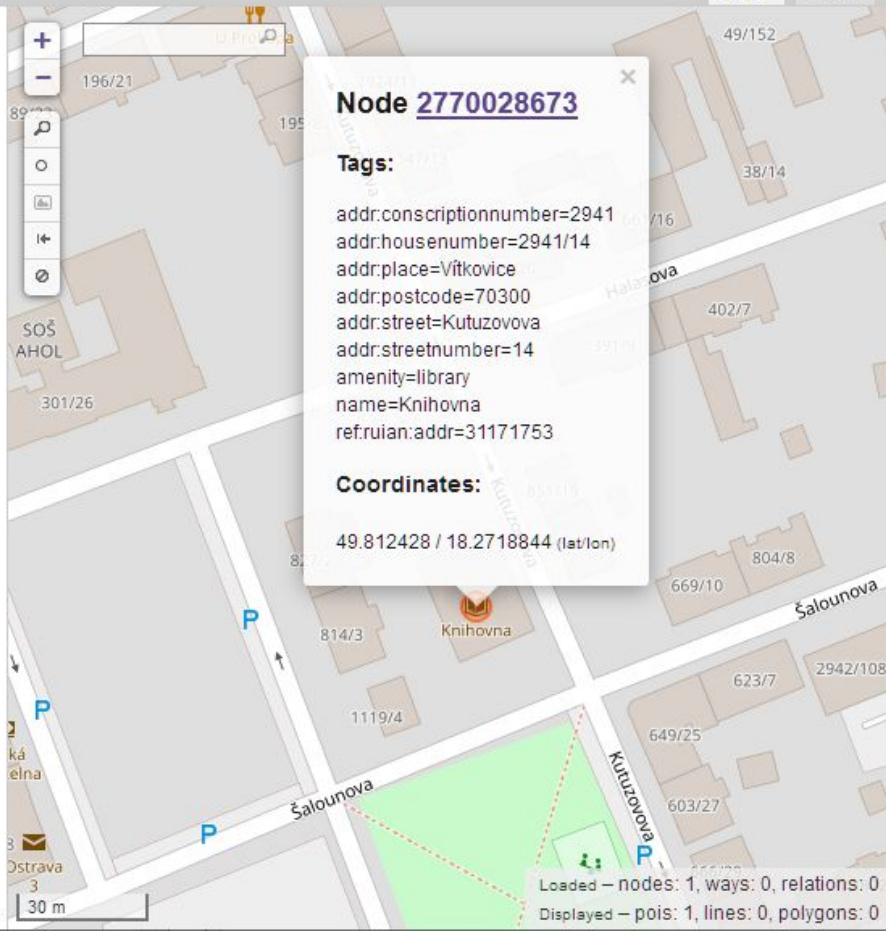 49/152
196/21
38/14
Node 2770028673
Tags:
addr:conscriptionnumber=2941
addr:housenumber=2941/14
addr:place=Vítkovice
addr:postcode=70300
addr:street=Kutuzovova
addr:streetnumber=14
amenity=library
name=Knihovna
ref:ruian:addr=31171753
Coordinates:
49.812428 / 18.2718844 (lat/lon)
×
+
−
Halasova
402/7
SOŠ
AHOL
301/26
Kutuzovova
804/8
669/10
Šalounova
P
814/3
Knihovna
623/7
2942/108
P
1119/4
649/25
ká
elna
Kutuzovova
Šalounova
603/27
P
P
Ostrava
3
30 m
Loaded – nodes: 1, ways: 0, relations: 0
Displayed – pois: 1, lines: 0, polygons: 0